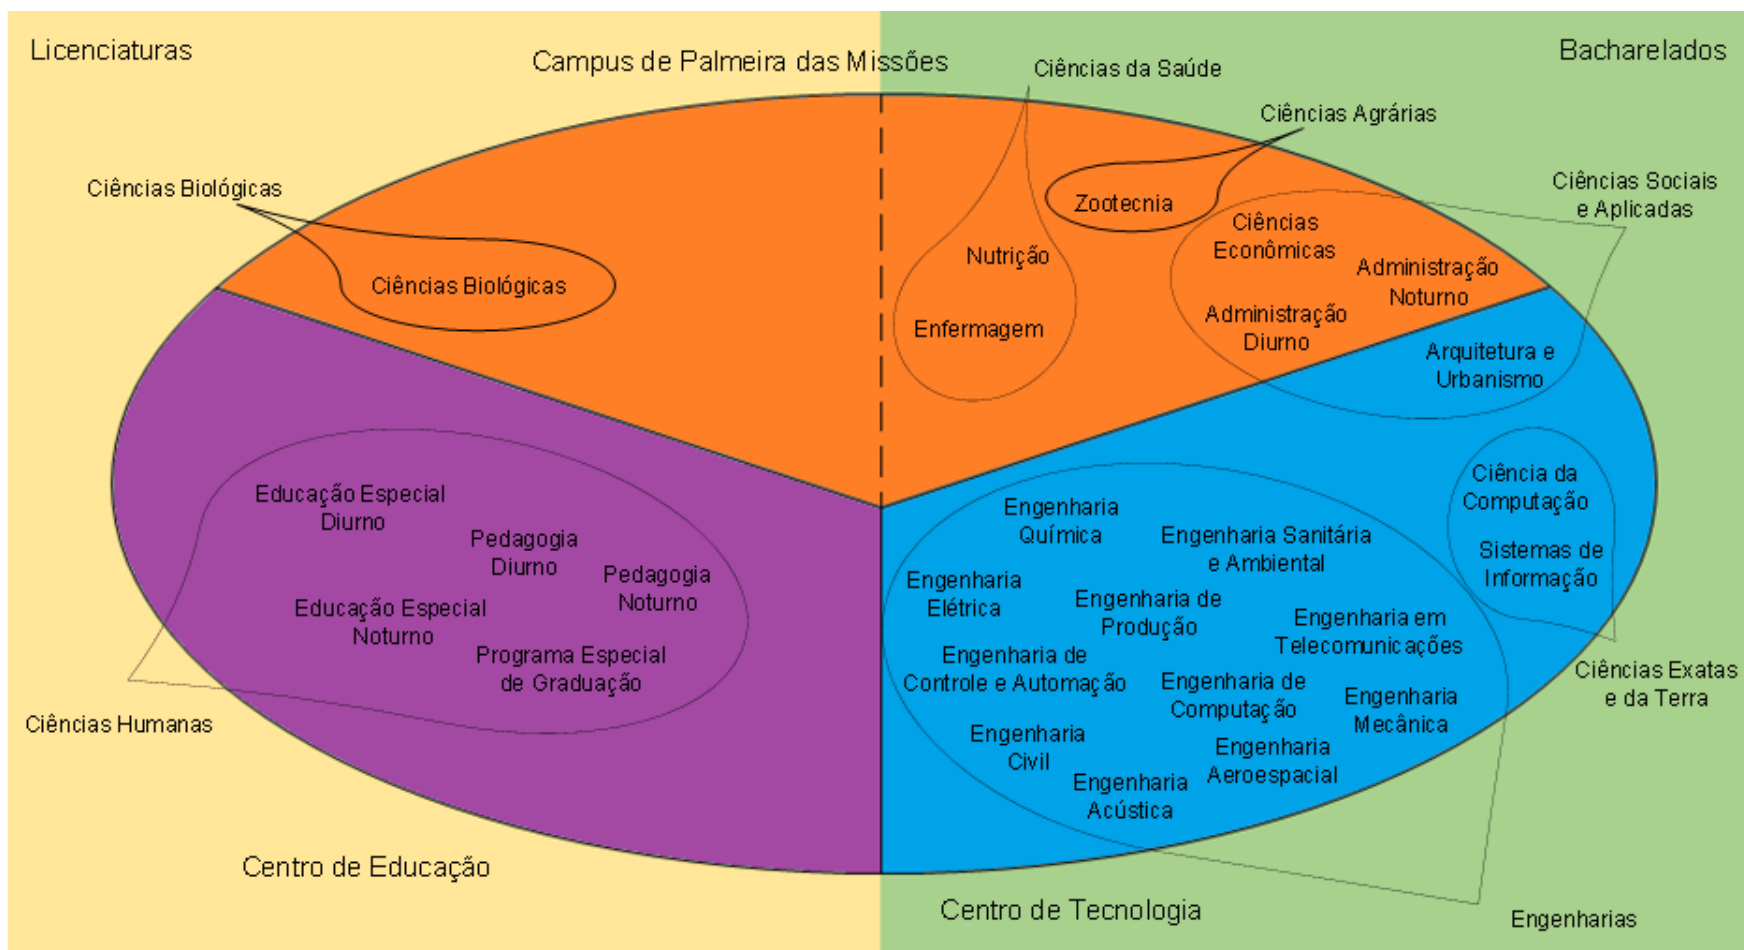 Licenciaturas
Campus de Palmeira das Missões
Bacharelados
Ciências da Saúde
Ciências Agrárias
Ciências Biológicas
Ciências Sociais
e Aplicadas
Zootecnia
Ciências
Econômicas
Nutrição
Administração
Noturno
Ciências Biológicas
Enfermagem
Administração
Diurno
Arquitetura e
Urbanismo
Educação Especial
Diurno
Pedagogia
Diurno
Pedagogia
Noturno
Educação Especial
Noturno
Programa Especial
de Graduação
Ciências Humanas
Centro de Educação
Ciência da
Computação
Sistemas de
Informação
Ciências Exatas
e da Terra
Engenharia
Química
Engenharia Sanitária
e Ambiental
Engenharia
Elétrica
Engenharia de
Produção
Engenharia em
Telecomunicações
Engenharia de
Controle e Automação
Engenharia de
Computação
Engenharia
Mecânica
Engenharia
Civil
Engenharia
Aeroespacial
Engenharia
Acústica
Centro de Tecnologia
Engenharias